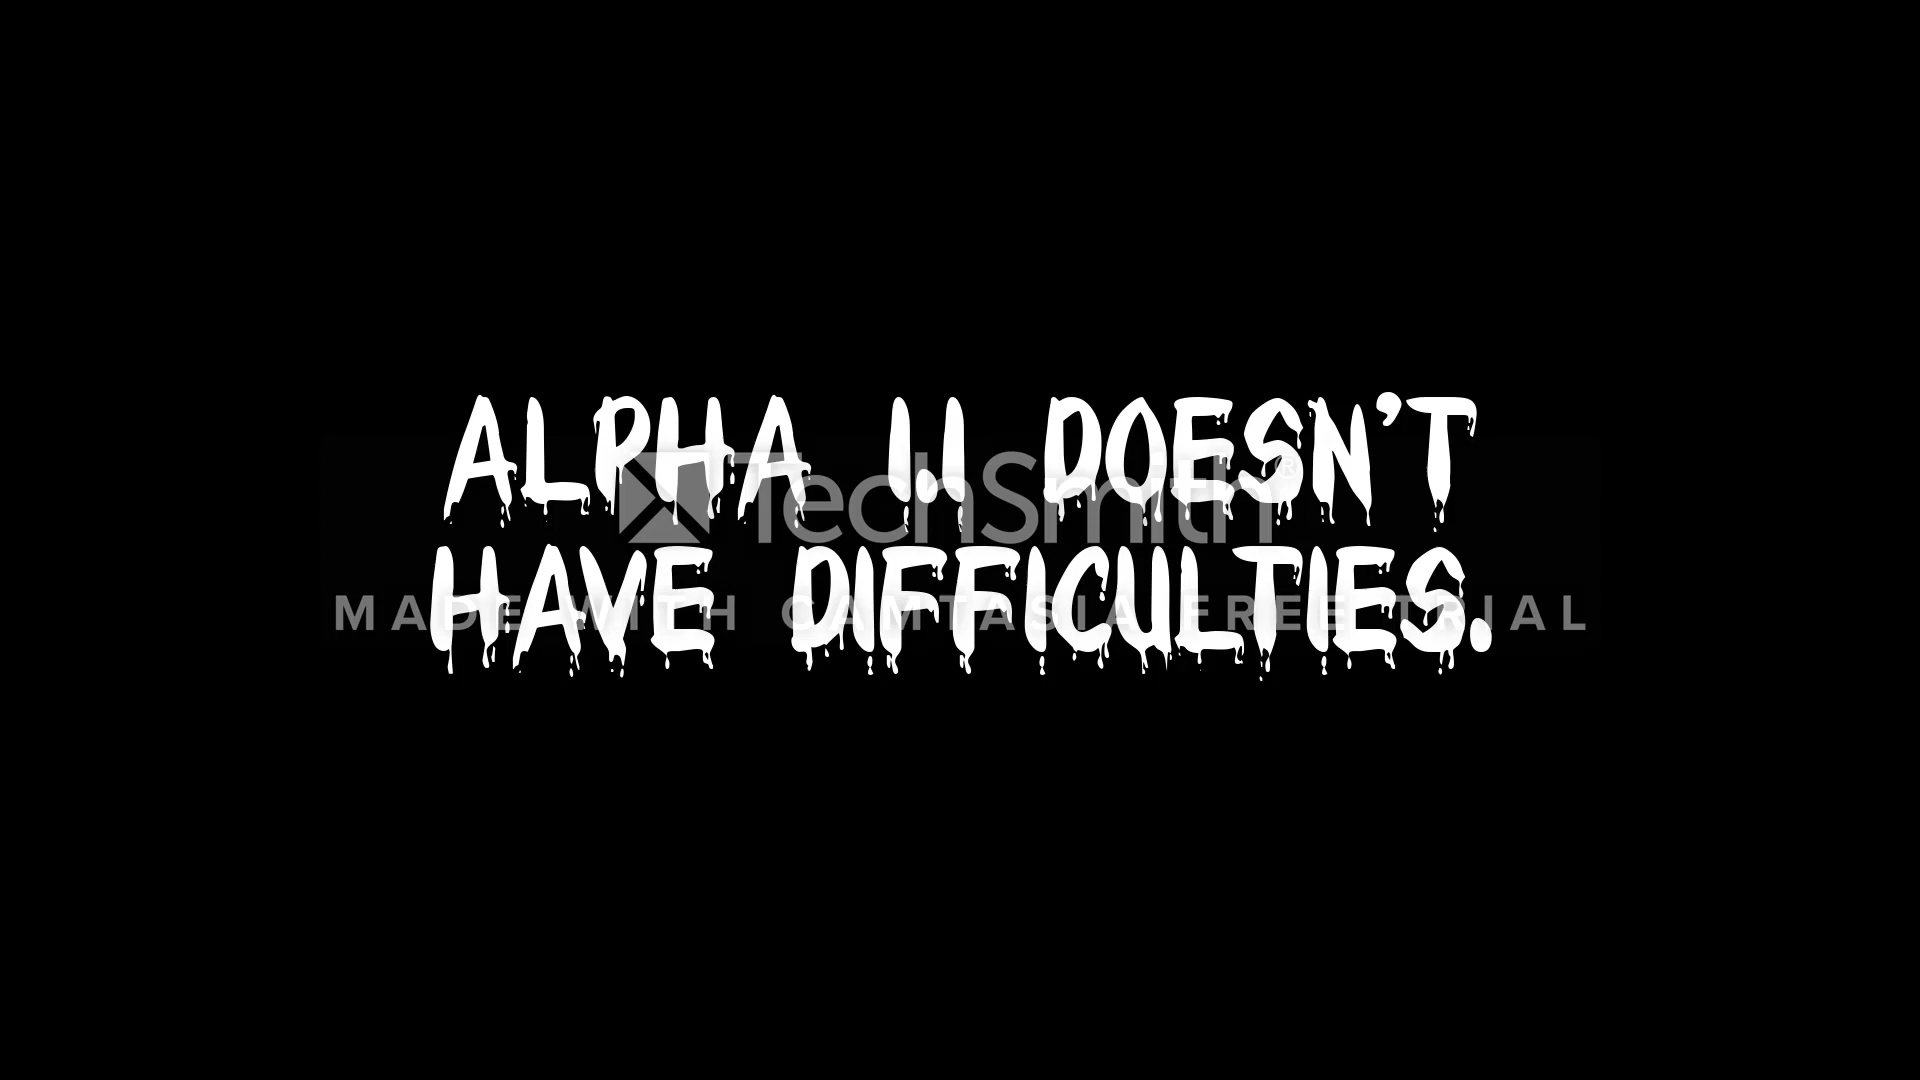 ALPHA 1.1 DOESN'T
TechSmith®
HAVE DIFFICULTIES.
MADE WITH CAMTASIA FREE TRIAL